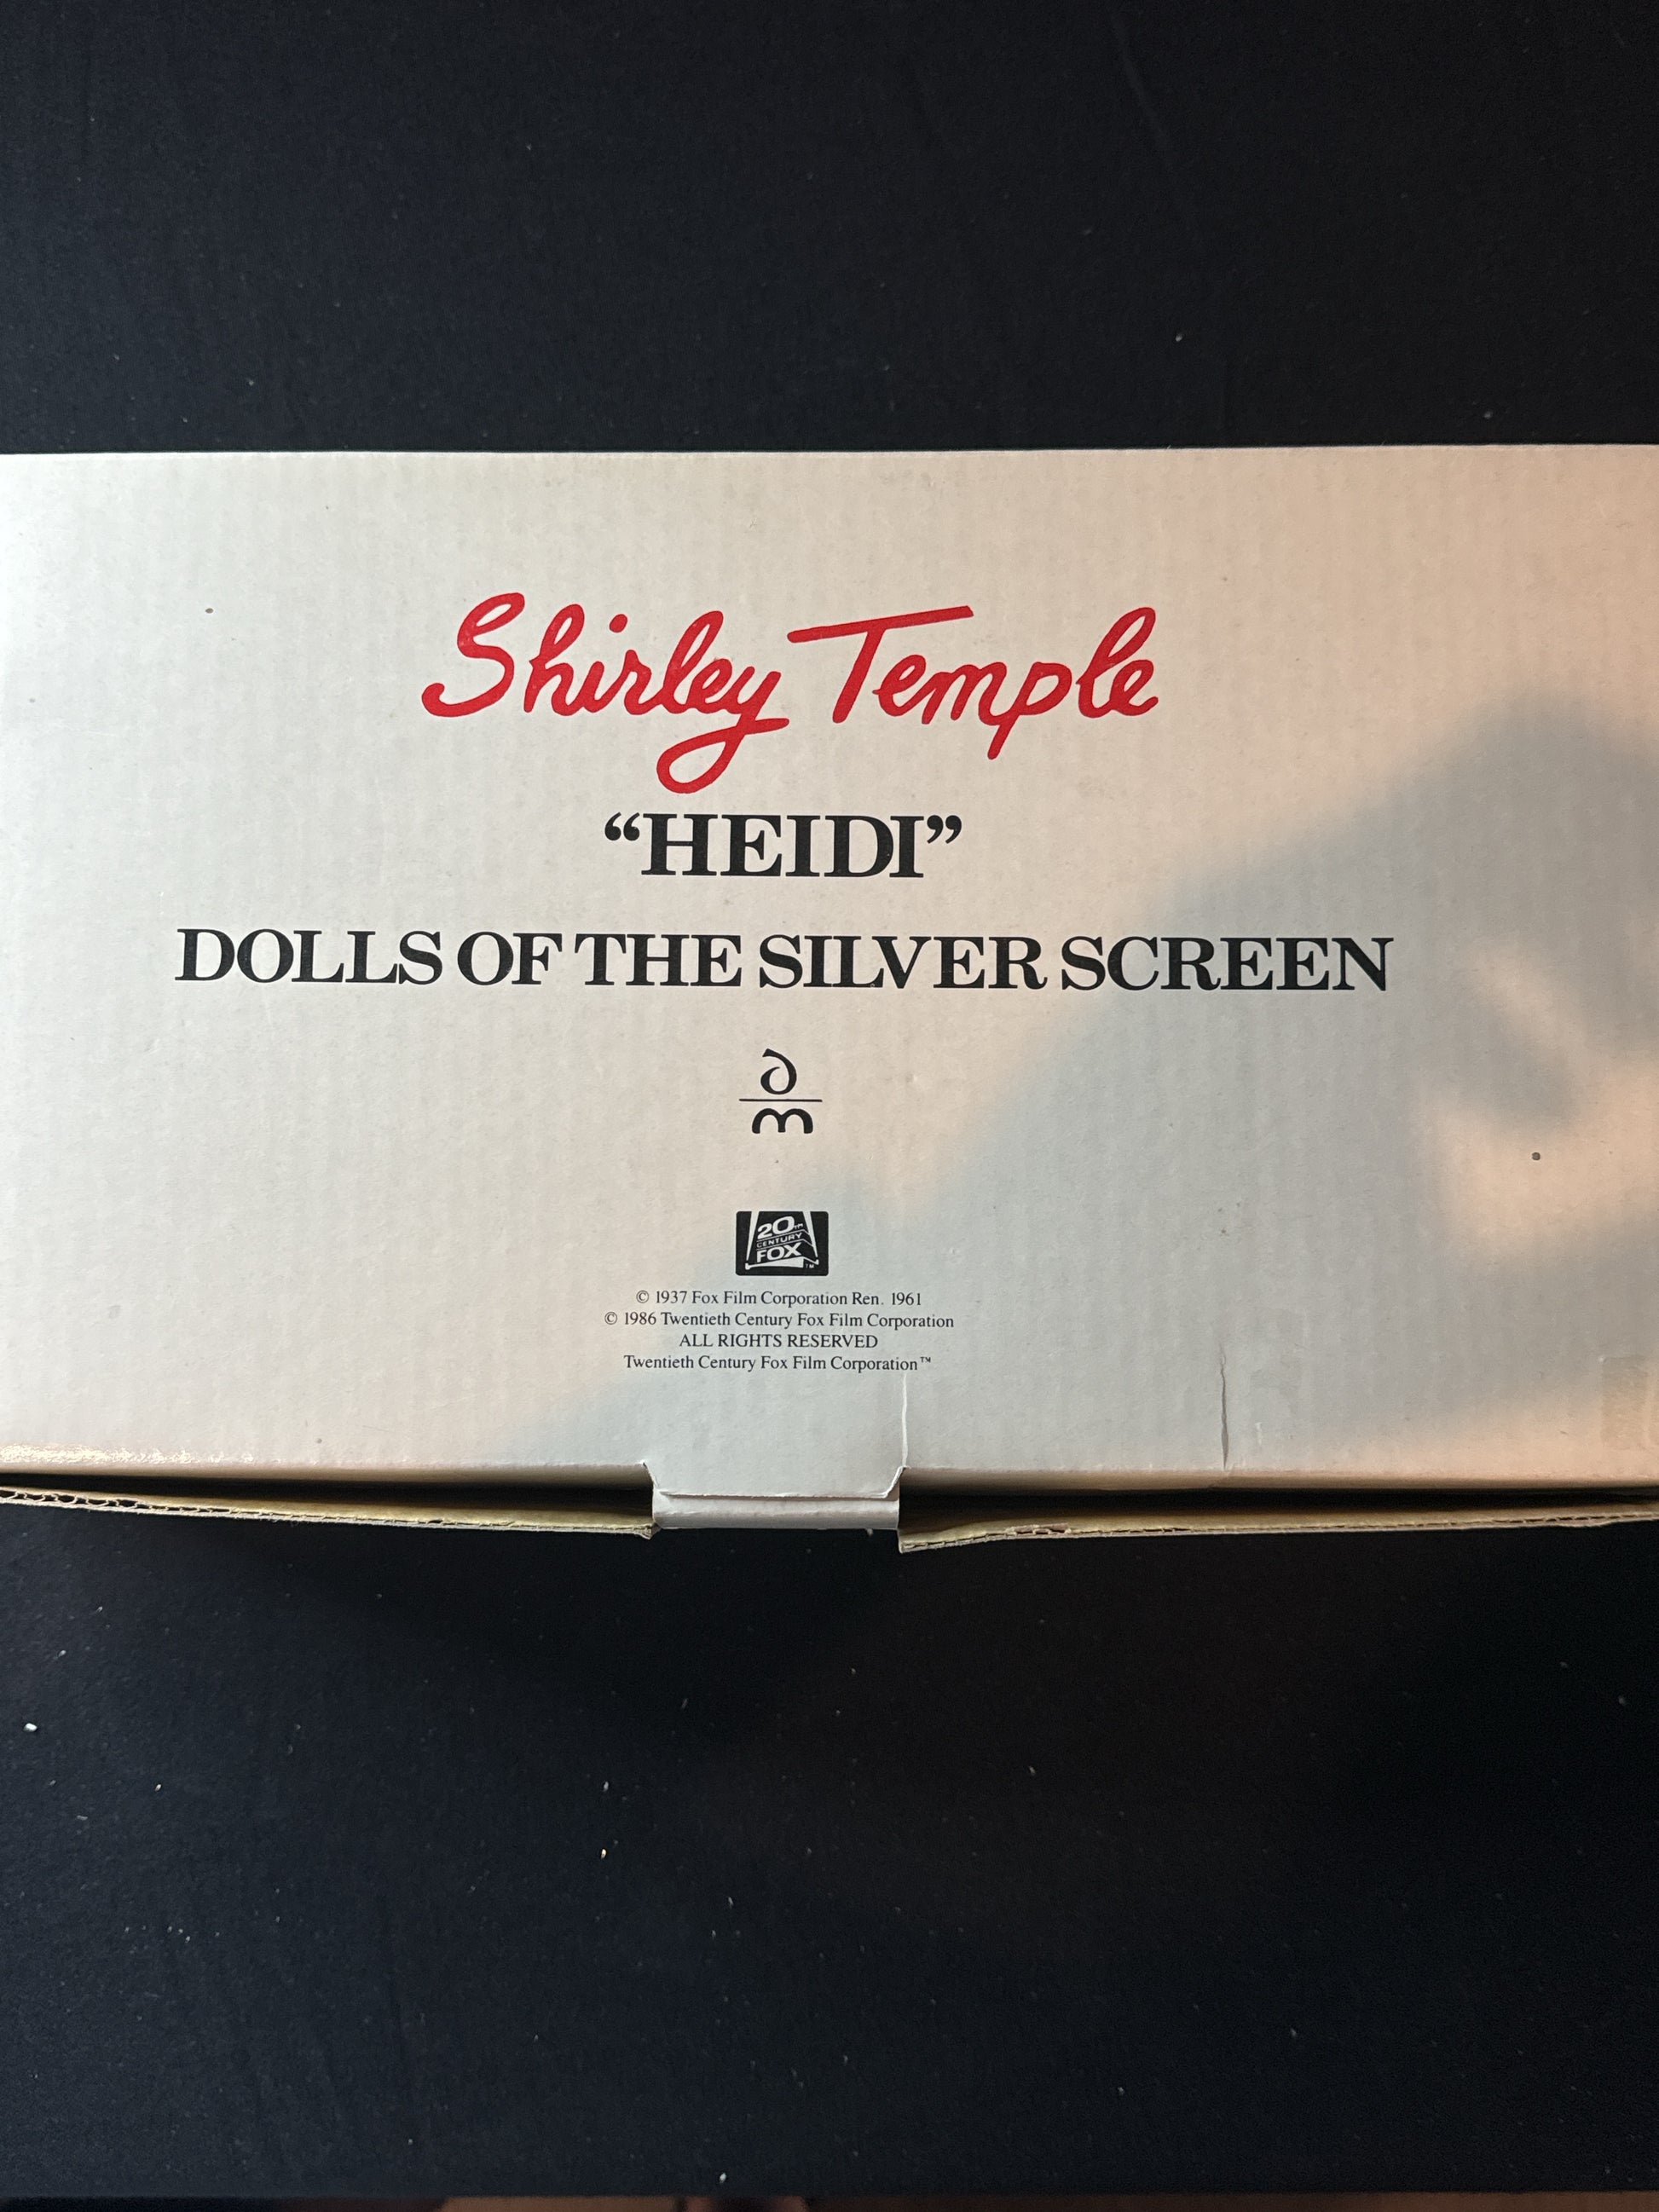 Shirley Temple
“HEIDI”
DOLLS OF THE SILVER SCREEN
d
m
20TH
CENTURY
FOX
TM
© 1937 Fox Film Corporation Ren. 1961
© 1986 Twentieth Century Fox Film Corporation
ALL RIGHTS RESERVED
Twentieth Century Fox Film Corporation™